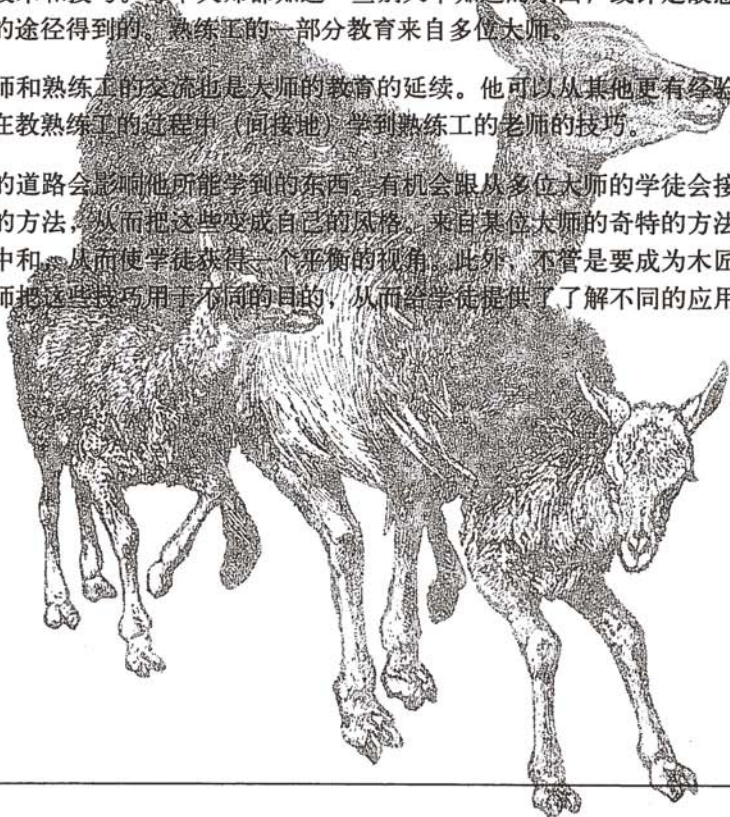 的途径得到的。熟练工的一部分教育来自多位大师。
师和熟练工的交流也是大师的教育的延续。他可以从其他更有经验
在教熟练工的过程中（间接地）学到熟练工的老师的技巧。
的道路会影响他所能学到的东西。有机会跟从多位大师的学徒会接
的方法，从而把这些变成自己的风格。来自某位大师的奇特的方法
中和，从而使学徒获得一个平衡的视角。此外，不管是要成为木匠
师把这些技巧用于不同的目的，从而给学徒提供了了解不同的应用